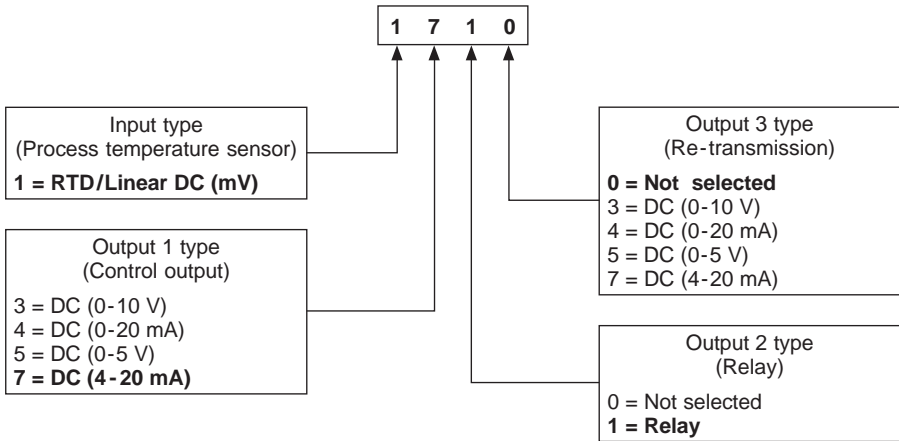 1 7 1 0
Input type
(Process temperature sensor)
1 = RTD/Linear DC (mV)
Output 1 type
(Control output)
3 = DC (0-10 V)
4 = DC (0-20 mA)
5 = DC (0-5 V)
7 = DC (4-20 mA)
Output 3 type
(Re-transmission)
0 = Not selected
3 = DC (0-10 V)
4 = DC (0-20 mA)
5 = DC (0-5 V)
7 = DC (4-20 mA)
Output 2 type
(Relay)
0 = Not selected
1 = Relay